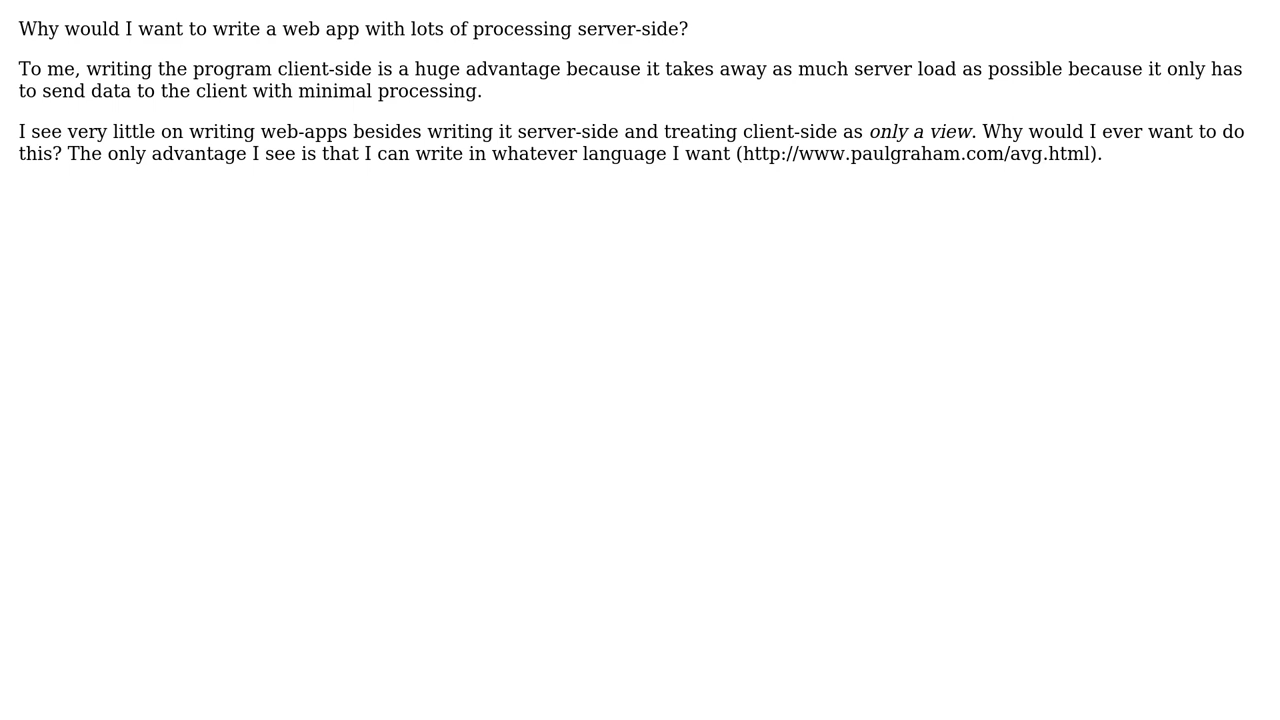 Why would I want to write a web app with lots of processing server-side?
To me, writing the program client-side is a huge advantage because it takes away as much server load as possible because it only has
to send data to the client with minimal processing.
I see very little on writing web-apps besides writing it server-side and treating client-side as only a view. Why would I ever want to do
this? The only advantage I see is that I can write in whatever language I want (http://www.paulgraham.com/avg.html).